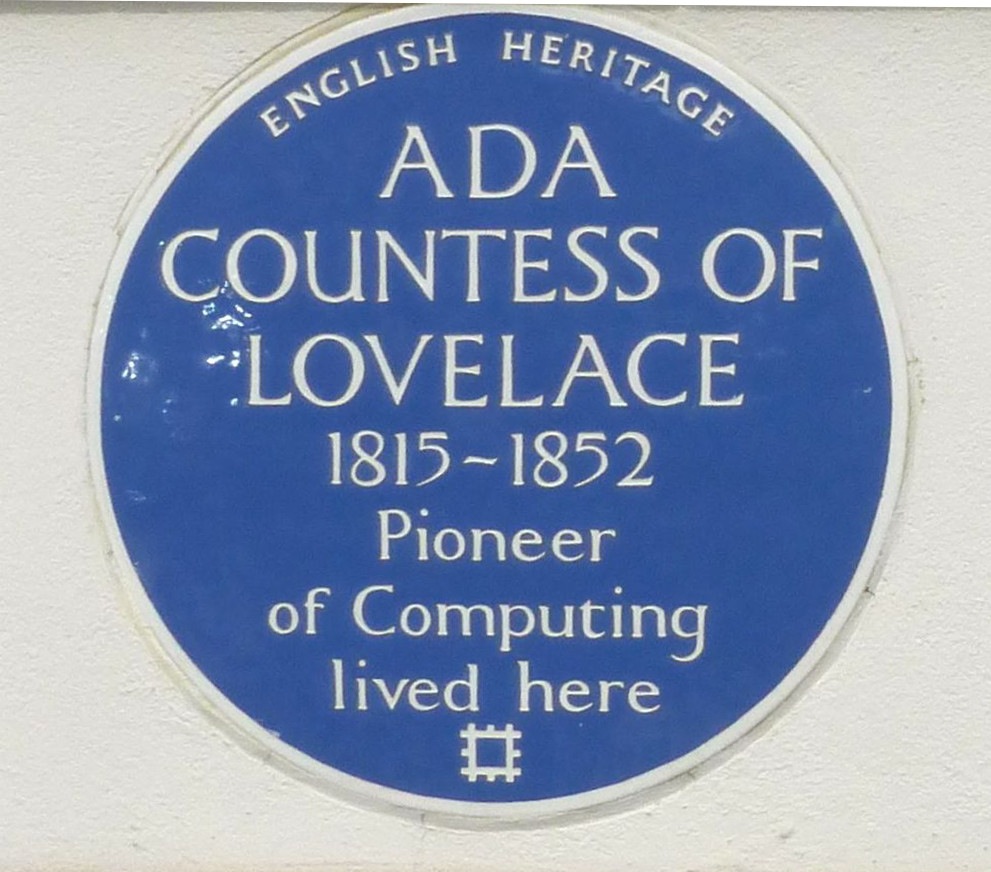 ENGLISH HERITAGE
ADA
COUNTESS OF
LOVELACE
1815~1852
Pioneer
of Computing
lived here